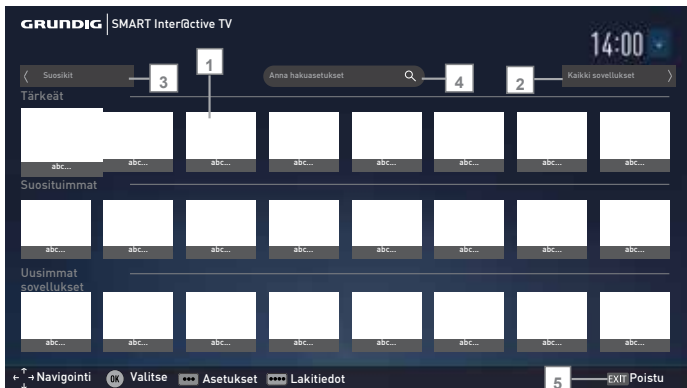 GRUNDIG SMART Inter@ctive TV
14:00
1
Suosikit
3
Anna hakuasetukset
4
2
Kaikki sovellukset
Tärkeät
abc... abc... abc... abc... abc... abc... abc... abc...
Suosituimmat
abc... abc... abc... abc... abc... abc... abc... abc...
Uusimmat
sovellukset
abc... abc... abc... abc... abc... abc... abc... abc...
Navigointi OK Valitse Asetukset Lakitiedot 5 EXIT Poistu